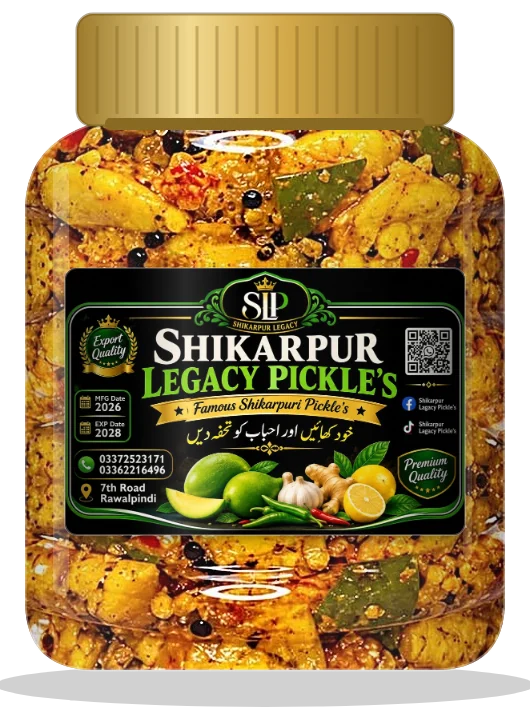 SLP
SHIKARPUR LEGACY
Export
Quality
SHIKARPUR
LEGACY PICKLE'S
Famous Shikarpuri Pickle's
خود کھائیں اور احباب کو تحفہ دیں
MFG Date
2026
EXP Date
2028
03372523171
03362216496
7th Road
Rawalpindi
Shikarpur
Legacy Pickle's
Shikarpur
Legacy Pickle's
Premium
Quality